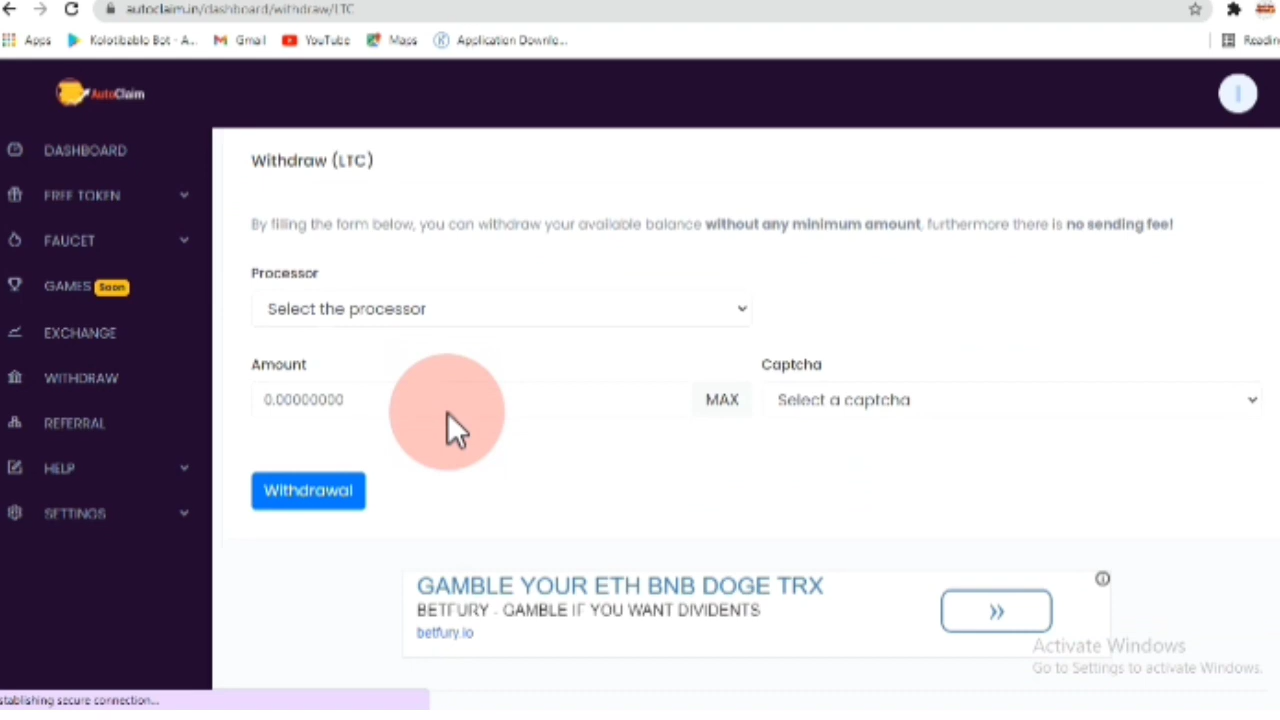 autoclaim.in/dashboard/withdraw/LTC
Apps
Kolotibablo Bot - A...
Gmail
YouTube
Maps
Application Downlo...
Readin
AutoClaim
DASHBOARD
FREE TOKEN
FAUCET
GAMES Soon
EXCHANGE
WITHDRAW
REFERRAL
HELP
SETTINGS
Withdraw (LTC)
By filling the form below, you can withdraw your available balance without any minimum amount, furthermore there is no sending fee!
Processor
Select the processor
Amount
Captcha
0.00000000
MAX
Select a captcha
Withdrawal
GAMBLE YOUR ETH BNB DOGE TRX
BETFURY - GAMBLE IF YOU WANT DIVIDENTS
betfury.io
»
Activate Windows
Go to Settings to activate Windows.
stablishing secure connection...